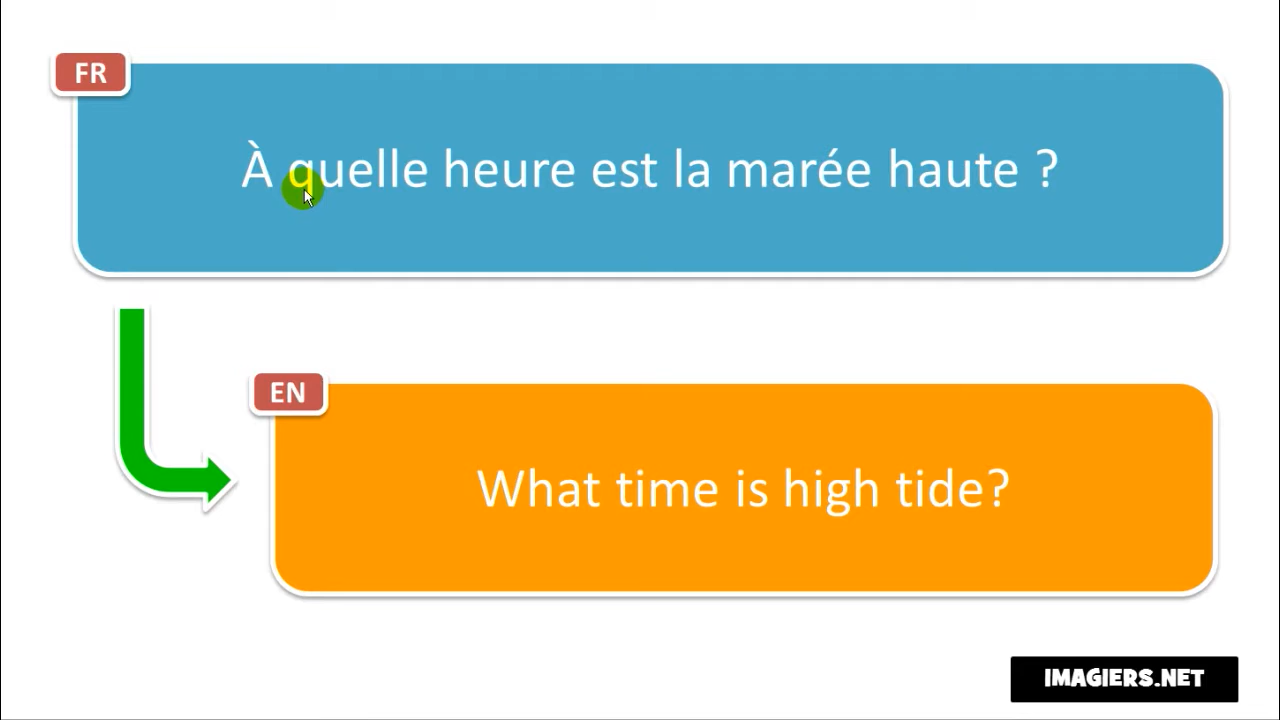 FR
À quelle heure est la marée haute ?
EN
What time is high tide?
IMAGIERS.NET